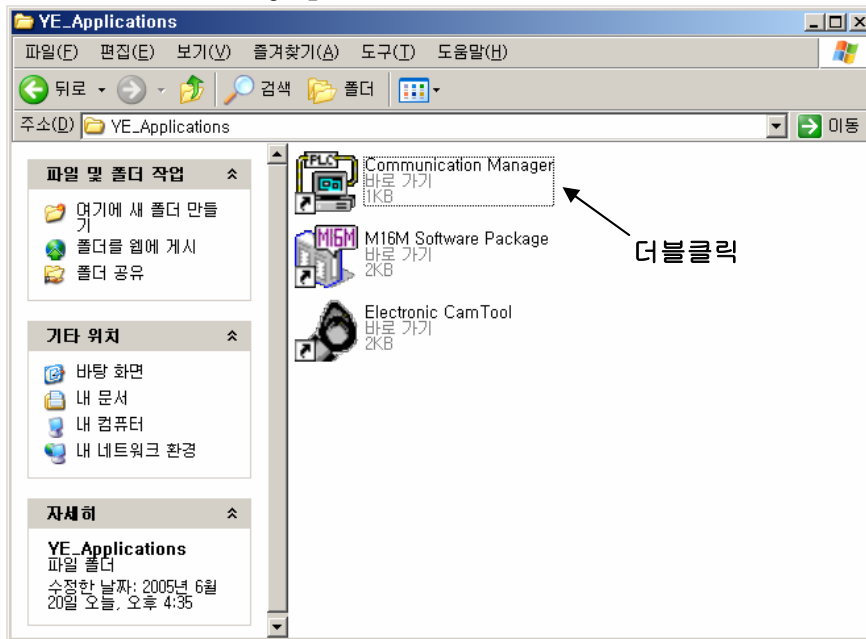 YE_Applications
파일(F) 편집(E) 보기(V) 즐겨찾기(A) 도구(T) 도움말(H)
뒤로 검색 폴더
주소(D) YE_Applications 이동
파일 및 폴더 작업
여기에 새 폴더 만들
기
폴더를 웹에 게시
폴더 공유
기타 위치
바탕 화면
내 문서
내 컴퓨터
내 네트워크 환경
자세히
YE_Applications
파일 폴더
수정한 날짜: 2005년 6월
20일 오늘, 오후 4:35
PLC
Communication Manager
바로 가기
1KB
M16M
M16M Software Package
바로 가기
2KB
Electronic CamTool
바로 가기
2KB
더블클릭